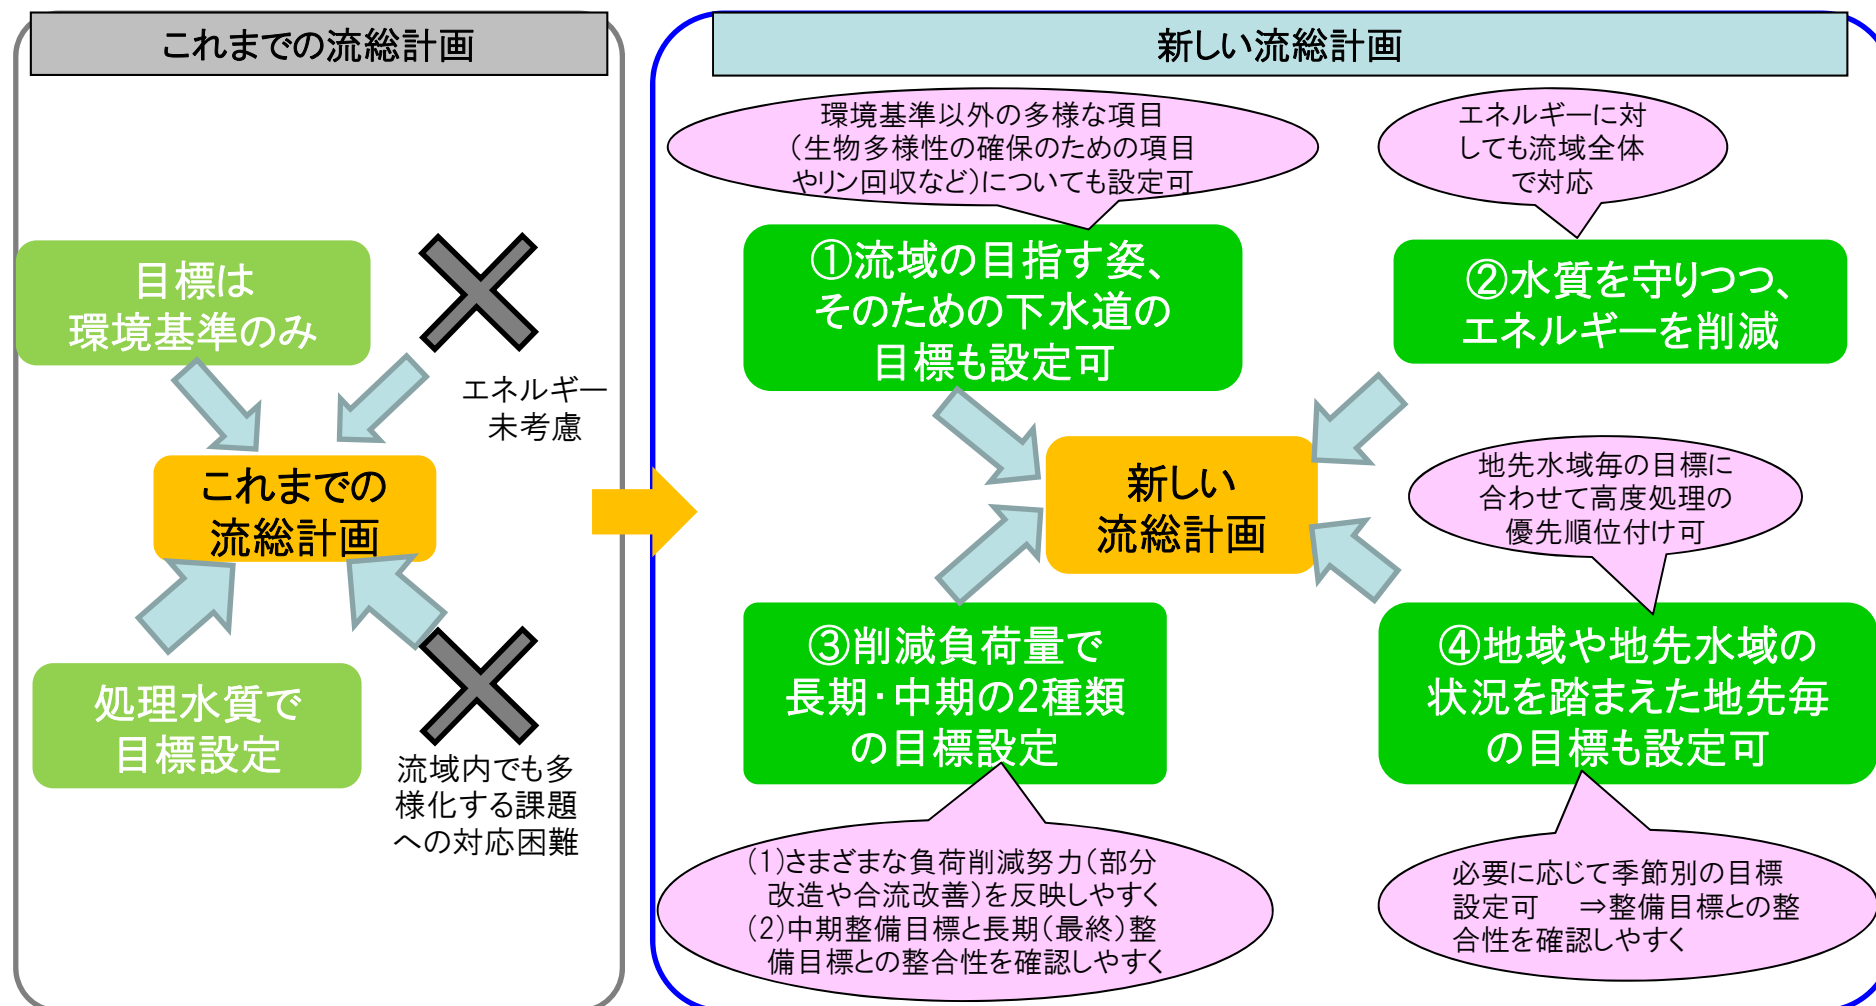 これまでの流総計画
目標は
環境基準のみ
エネルギー
未考慮
これまでの
流総計画
処理水質で
目標設定
流域内でも多
様化する課題
への対応困難
新しい流総計画
環境基準以外の多様な項目
（生物多様性の確保のための項目
やリン回収など）についても設定可
エネルギーに対
しても流域全体
で対応
①流域の目指す姿、
そのための下水道の
目標も設定可
②水質を守りつつ、
エネルギーを削減
新しい
流総計画
地先水域毎の目標に
合わせて高度処理の
優先順位付け可
③削減負荷量で
長期・中期の2種類
の目標設定
④地域や地先水域の
状況を踏まえた地先毎
の目標も設定可
(1)さまざまな負荷削減努力（部分
改造や合流改善）を反映しやすく
(2)中期整備目標と長期（最終）整
備目標との整合性を確認しやすく
必要に応じて季節別の目標
設定可　⇒整備目標との整
合性を確認しやすく